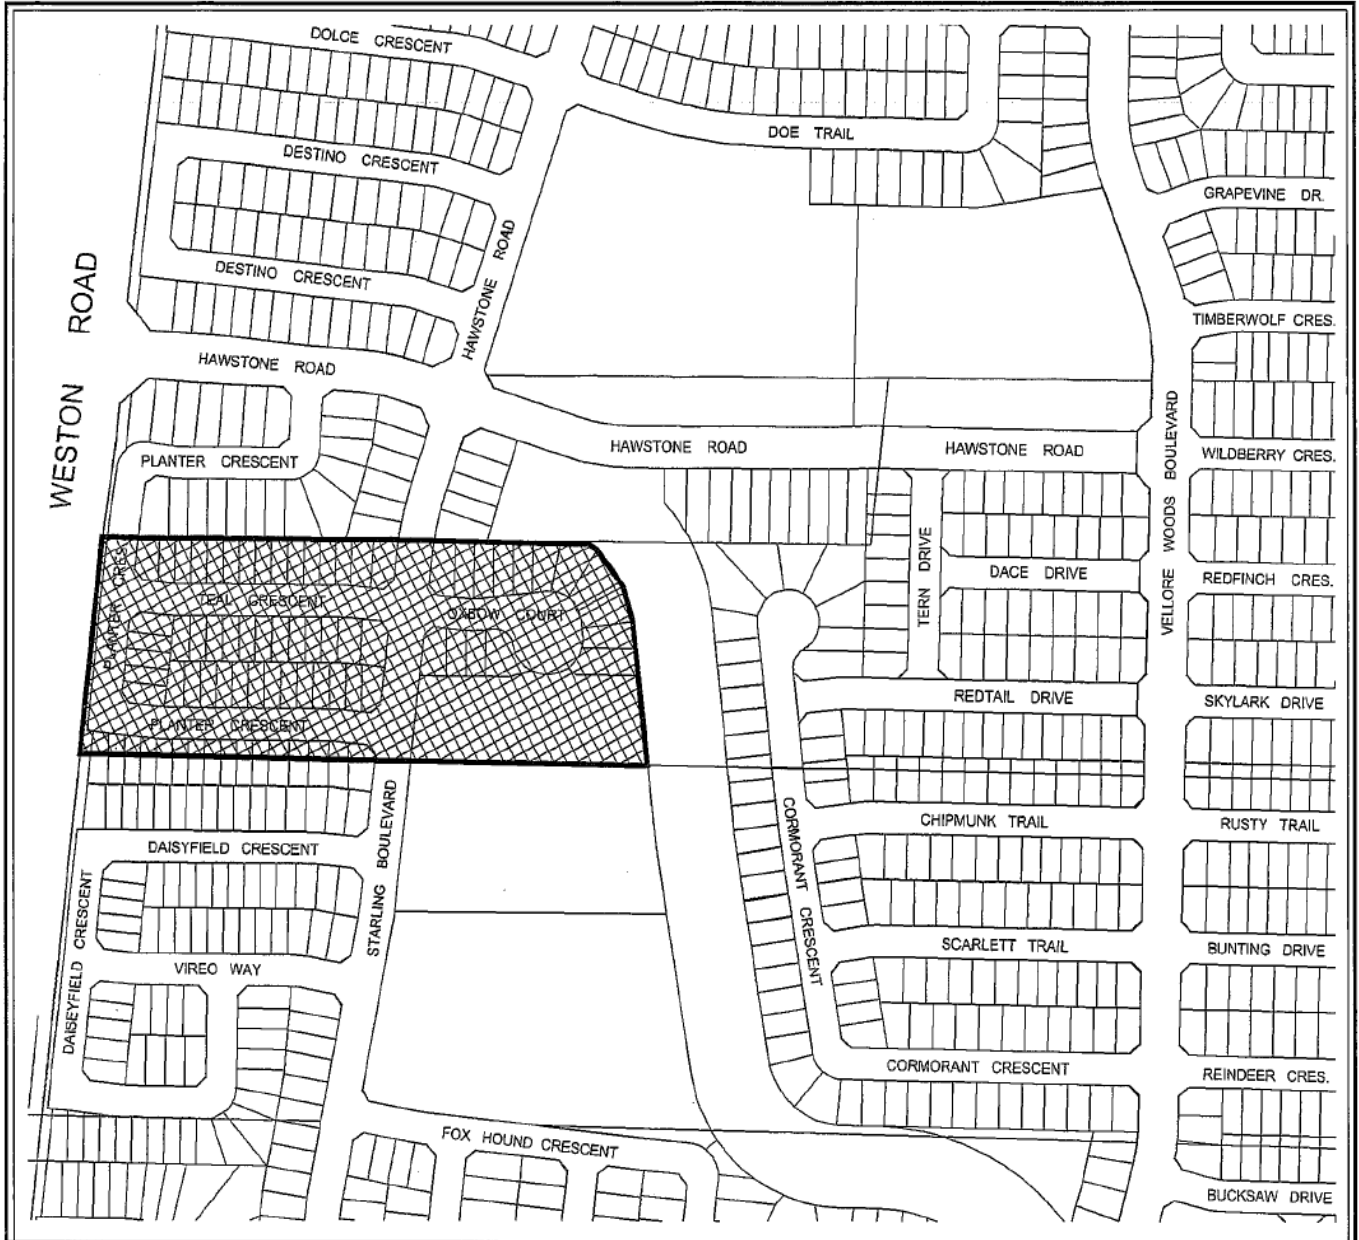 DOLCE CRESCENT
DOE TRAIL
DESTINO CRESCENT
GRAPEVINE DR.
HAWSTONE ROAD
DESTINO CRESCENT
WESTON ROAD
TIMBERWOLF CRES.
HAWSTONE ROAD
HAWSTONE ROAD
HAWSTONE ROAD
VELLORE WOODS BOULEVARD
WILDBERRY CRES.
PLANTER CRESCENT
TERN DRIVE
DACE DRIVE
REDFINCH CRES.
PLANTER CRES.
TEAL CRESCENT
OXBOW COURT
REDTAIL DRIVE
SKYLARK DRIVE
PLANTER CRESCENT
STARLING BOULEVARD
CORMORANT CRESCENT
CHIPMUNK TRAIL
RUSTY TRAIL
DAISYFIELD CRESCENT
DAISEYFIELD CRESCENT
SCARLETT TRAIL
BUNTING DRIVE
VIREO WAY
CORMORANT CRESCENT
REINDEER CRES.
FOX HOUND CRESCENT
BUCKSAW DRIVE